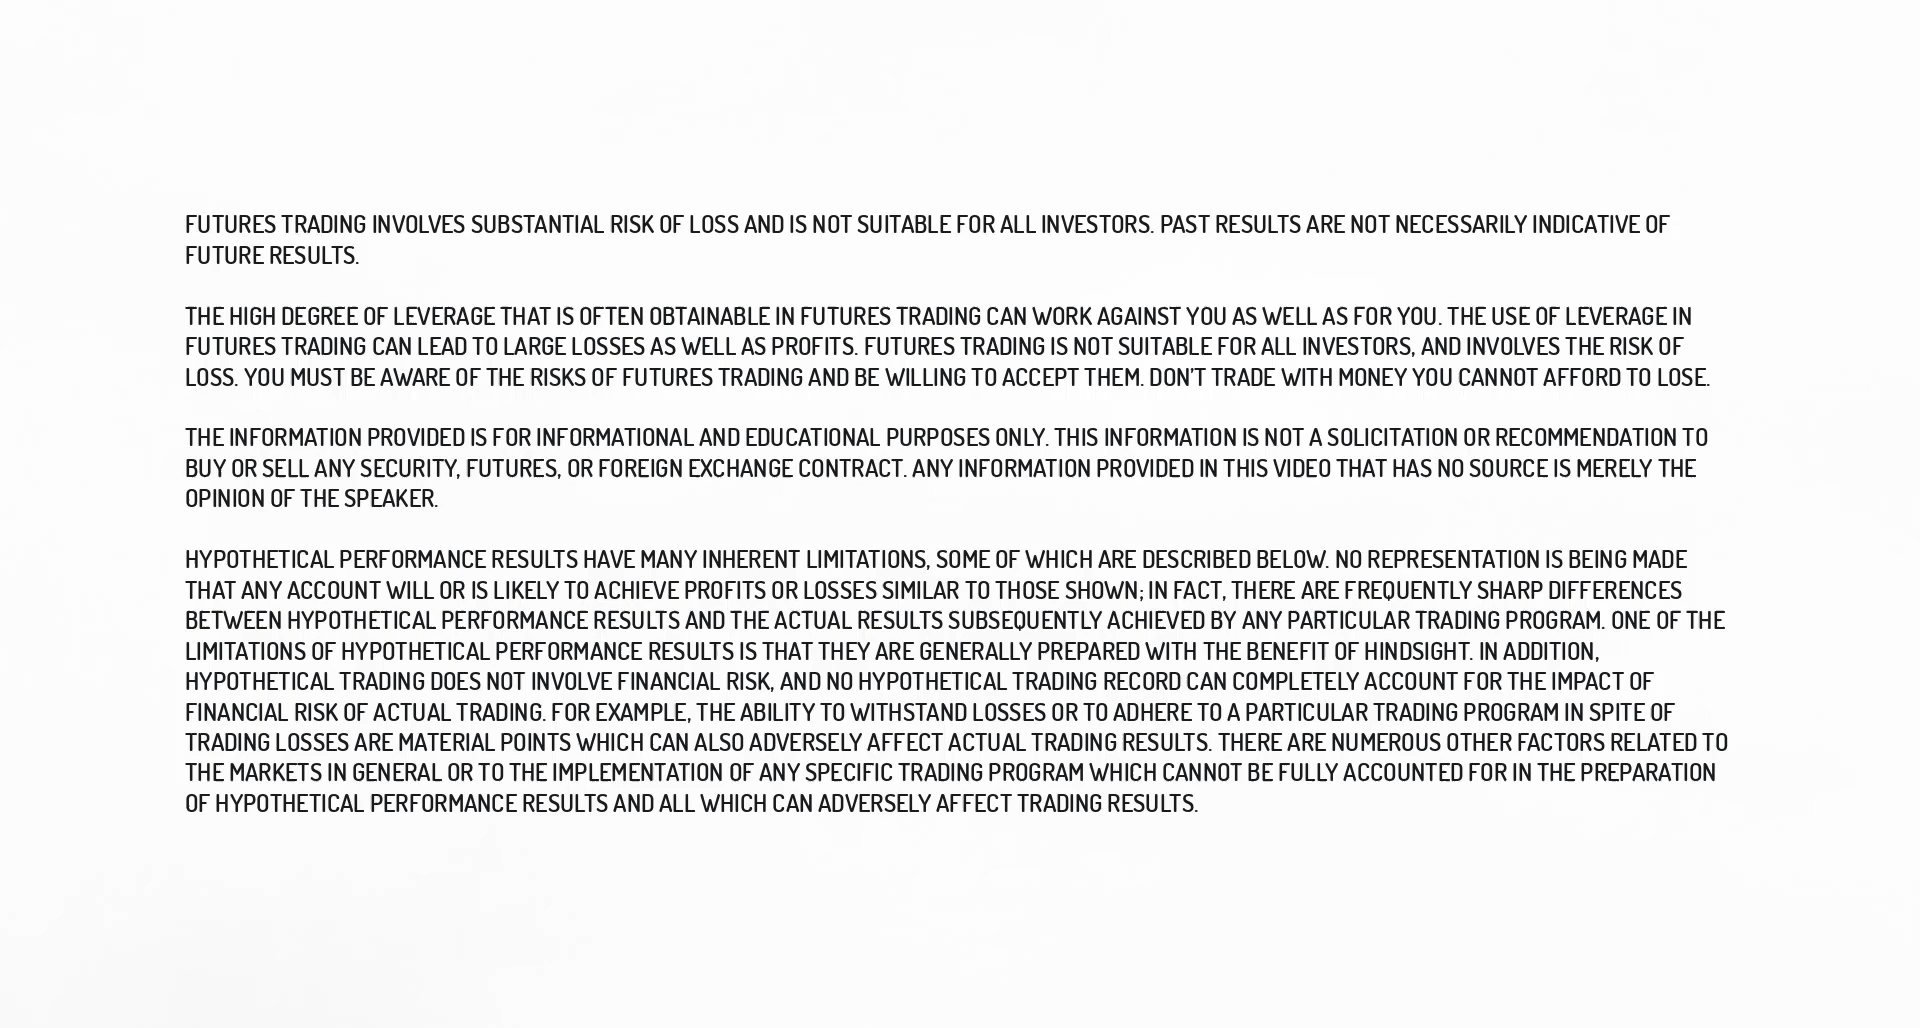 FUTURES TRADING INVOLVES SUBSTANTIAL RISK OF LOSS AND IS NOT SUITABLE FOR ALL INVESTORS. PAST RESULTS ARE NOT NECESSARILY INDICATIVE OF
FUTURE RESULTS.
THE HIGH DEGREE OF LEVERAGE THAT IS OFTEN OBTAINABLE IN FUTURES TRADING CAN WORK AGAINST YOU AS WELL AS FOR YOU. THE USE OF LEVERAGE IN
FUTURES TRADING CAN LEAD TO LARGE LOSSES AS WELL AS PROFITS. FUTURES TRADING IS NOT SUITABLE FOR ALL INVESTORS, AND INVOLVES THE RISK OF
LOSS. YOU MUST BE AWARE OF THE RISKS OF FUTURES TRADING AND BE WILLING TO ACCEPT THEM. DON’T TRADE WITH MONEY YOU CANNOT AFFORD TO LOSE.
THE INFORMATION PROVIDED IS FOR INFORMATIONAL AND EDUCATIONAL PURPOSES ONLY. THIS INFORMATION IS NOT A SOLICITATION OR RECOMMENDATION TO
BUY OR SELL ANY SECURITY, FUTURES, OR FOREIGN EXCHANGE CONTRACT. ANY INFORMATION PROVIDED IN THIS VIDEO THAT HAS NO SOURCE IS MERELY THE
OPINION OF THE SPEAKER.
HYPOTHETICAL PERFORMANCE RESULTS HAVE MANY INHERENT LIMITATIONS, SOME OF WHICH ARE DESCRIBED BELOW. NO REPRESENTATION IS BEING MADE
THAT ANY ACCOUNT WILL OR IS LIKELY TO ACHIEVE PROFITS OR LOSSES SIMILAR TO THOSE SHOWN; IN FACT, THERE ARE FREQUENTLY SHARP DIFFERENCES
BETWEEN HYPOTHETICAL PERFORMANCE RESULTS AND THE ACTUAL RESULTS SUBSEQUENTLY ACHIEVED BY ANY PARTICULAR TRADING PROGRAM. ONE OF THE
LIMITATIONS OF HYPOTHETICAL PERFORMANCE RESULTS IS THAT THEY ARE GENERALLY PREPARED WITH THE BENEFIT OF HINDSIGHT. IN ADDITION,
HYPOTHETICAL TRADING DOES NOT INVOLVE FINANCIAL RISK, AND NO HYPOTHETICAL TRADING RECORD CAN COMPLETELY ACCOUNT FOR THE IMPACT OF
FINANCIAL RISK OF ACTUAL TRADING. FOR EXAMPLE, THE ABILITY TO WITHSTAND LOSSES OR TO ADHERE TO A PARTICULAR TRADING PROGRAM IN SPITE OF
TRADING LOSSES ARE MATERIAL POINTS WHICH CAN ALSO ADVERSELY AFFECT ACTUAL TRADING RESULTS. THERE ARE NUMEROUS OTHER FACTORS RELATED TO
THE MARKETS IN GENERAL OR TO THE IMPLEMENTATION OF ANY SPECIFIC TRADING PROGRAM WHICH CANNOT BE FULLY ACCOUNTED FOR IN THE PREPARATION
OF HYPOTHETICAL PERFORMANCE RESULTS AND ALL WHICH CAN ADVERSELY AFFECT TRADING RESULTS.